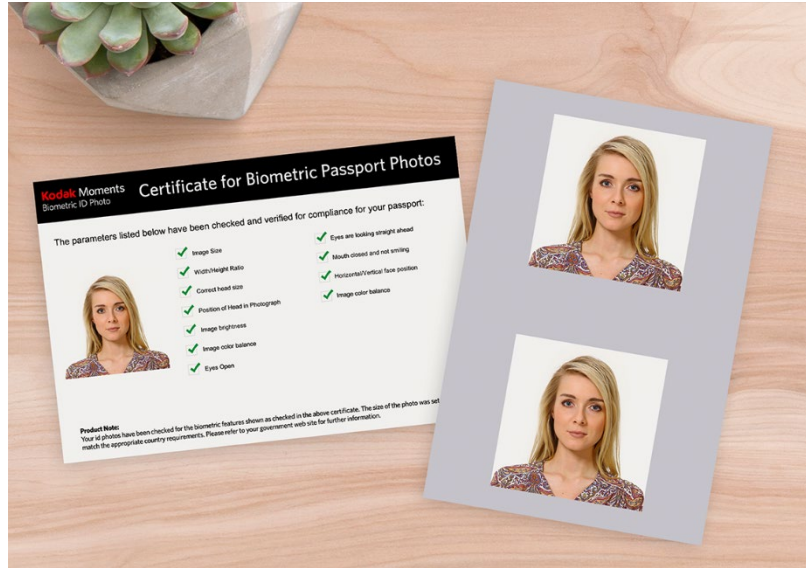 Kodak Moments
Biometric ID Photo
Certificate for Biometric Passport Photos
The parameters listed below have been checked and verified for compliance for your passport:
Image Size
Width/Height Ratio
Correct head size
Position of Head in Photograph
Image brightness
Image color balance
Eyes Open
Eyes are looking straight ahead
Mouth closed and not smiling
Horizontal/Vertical face position
Image color balance
Product Note:
Your id photos have been checked for the biometric features shown as checked in the above certificate. The size of the photo was set
match the appropriate country requirements. Please refer to your government web site for further information.